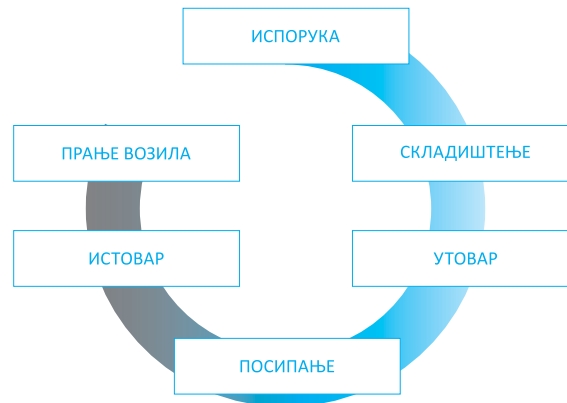 ИСПОРУКА
ПРАЊЕ ВОЗИЛА
СКЛАДИШТЕЊЕ
ИСТОВАР
УТОВАР
ПОСИПАЊЕ